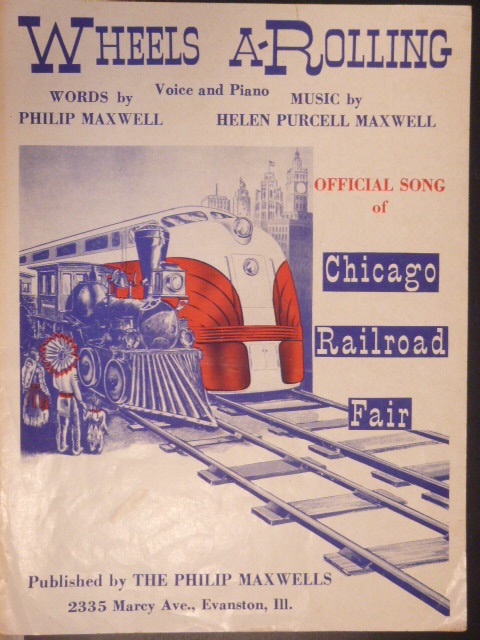 WHEELS A-ROLLING
Voice and Piano
WORDS by
PHILIP MAXWELL
MUSIC by
HELEN PURCELL MAXWELL
OFFICIAL SONG
of
Chicago
Railroad
Fair
Published by THE PHILIP MAXWELLS
2335 Marcy Ave., Evanston, Ill.